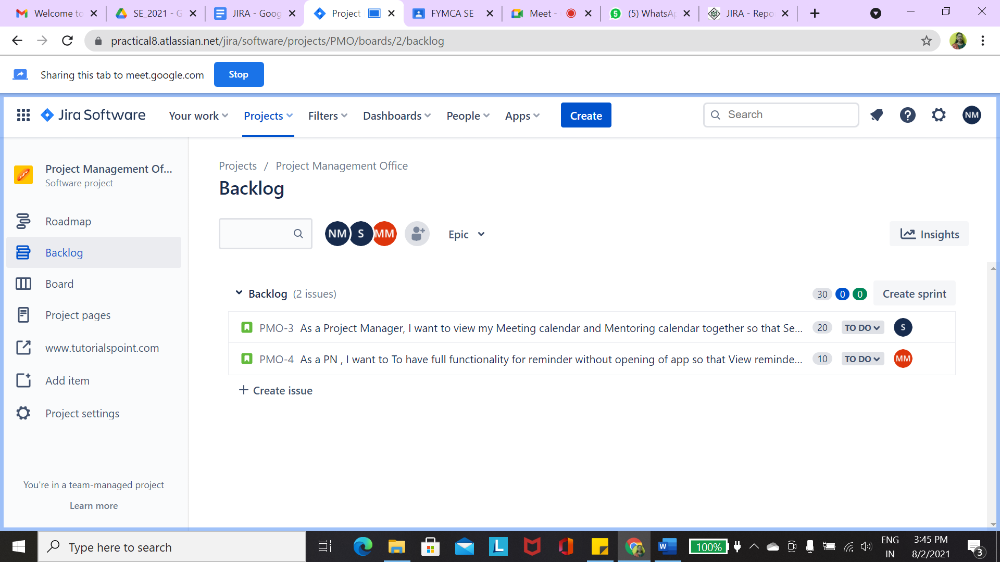 Welcome to
SE_2021 - G
JIRA - Goog
Project
FYMCA SE
Meet -
5
(5) WhatsAp
JIRA - Repo
practical8.atlassian.net/jira/software/projects/PMO/boards/2/backlog
Sharing this tab to meet.google.com
Stop
Jira Software
Your work
Projects
Filters
Dashboards
People
Apps
Create
Search
NM
Project Management Of...
Software project
Roadmap
Backlog
Board
Project pages
www.tutorialspoint.com
Add item
Project settings
You're in a team-managed project
Learn more
Projects / Project Management Office
Backlog
NM S MM
Epic
Insights
Backlog (2 issues)
30 0 0
Create sprint
PMO-3 As a Project Manager, I want to view my Meeting calendar and Mentoring calendar together so that Se... 20 TO DO S
PMO-4 As a PN , I want to To have full functionality for reminder without opening of app so that View reminde... 10 TO DO MM
+ Create issue
Type here to search
L
W
100%
ENG
IN
3:45 PM
8/2/2021
3